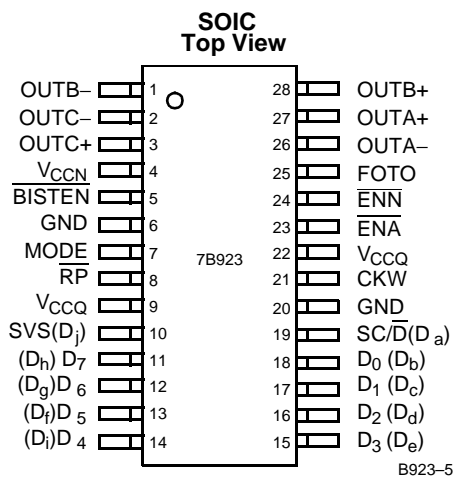 SOIC
Top View
OUTB− 1 28 OUTB+
OUTC− 2 27 OUTA+
OUTC+ 3 26 OUTA−
VCCN 4 25 FOTO
BISTEN 5 24 ENN
GND 6 23 ENA
MODE 7 7B923 22 VCCQ
RP 8 21 CKW
VCCQ 9 20 GND
SVS(Dj) 10 19 SC/D(Da)
(Dh) D7 11 18 D0 (Db)
(Dg)D6 12 17 D1 (Dc)
(Df)D5 13 16 D2 (Dd)
(Di)D4 14 15 D3 (De)
B923–5